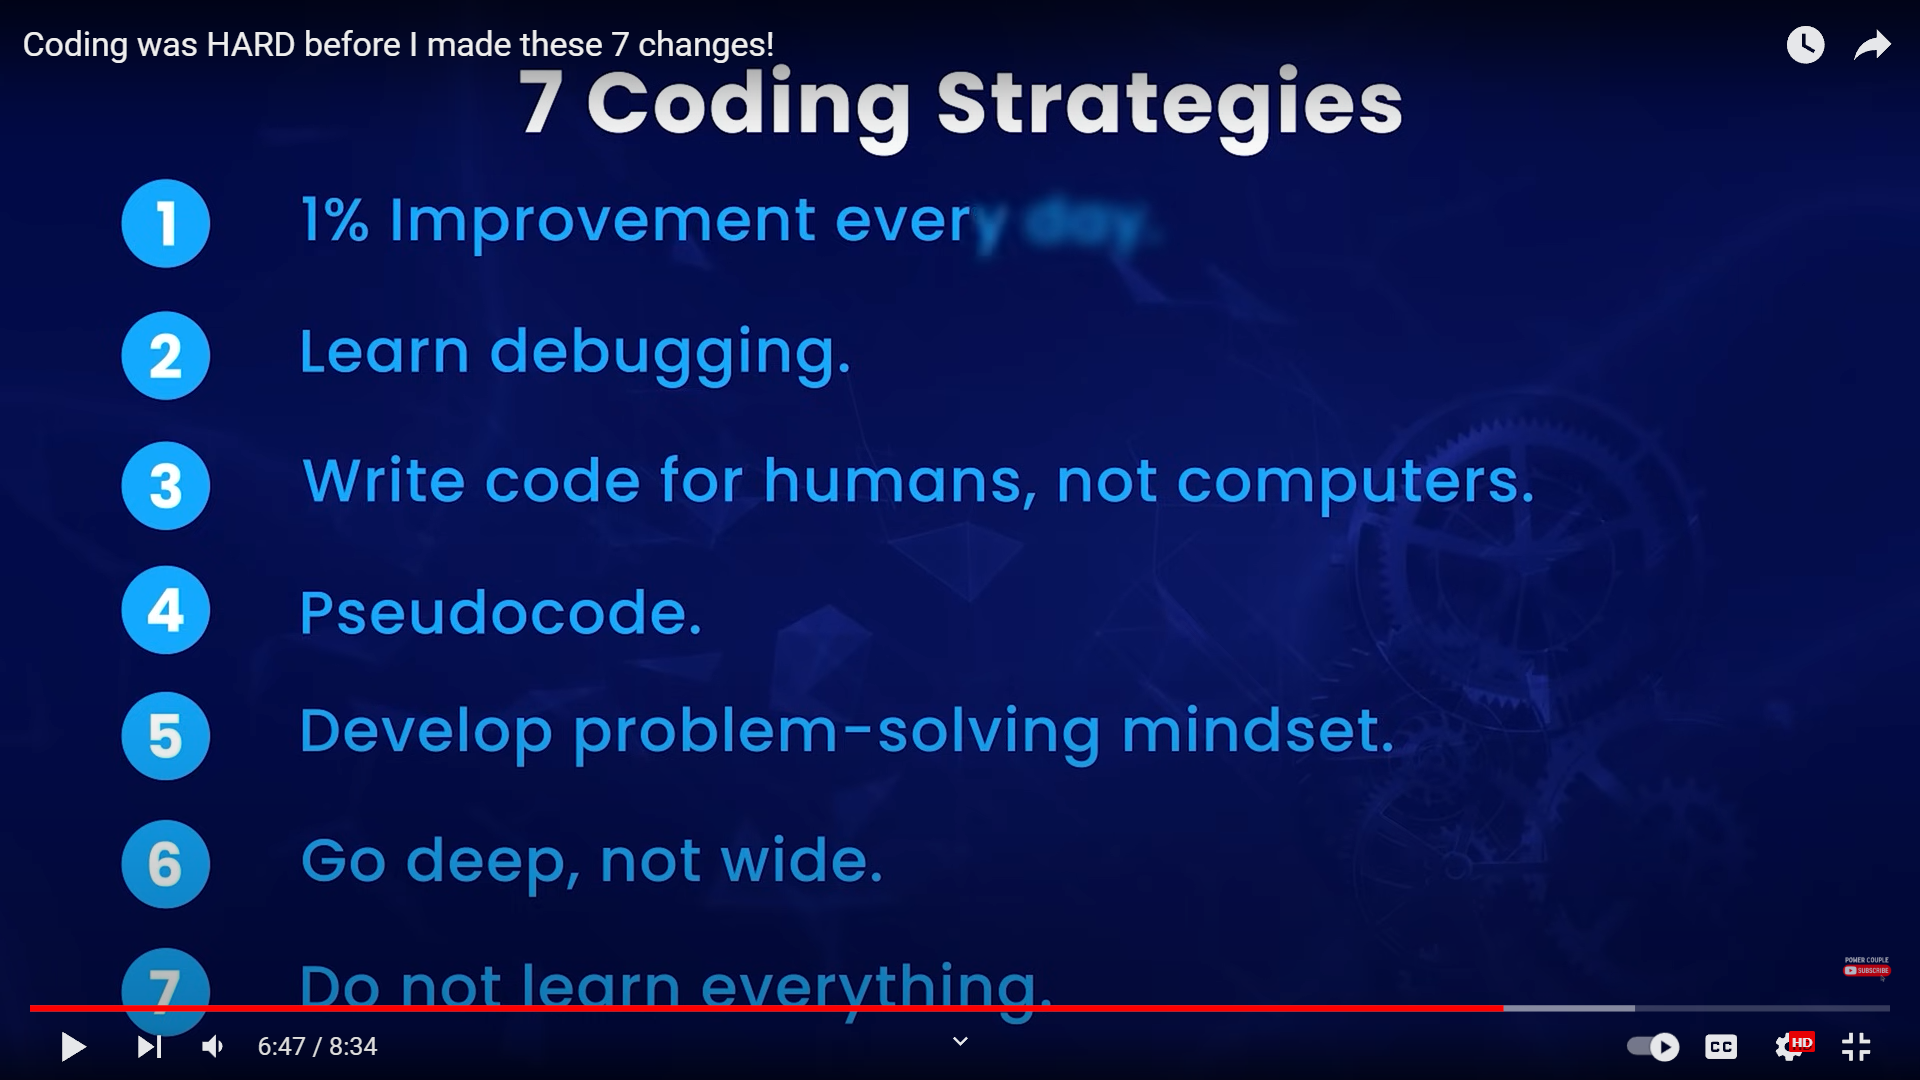 Coding was HARD before I made these 7 changes!
7 Coding Strategies
1 1% Improvement every day.
2 Learn debugging.
3 Write code for humans, not computers.
4 Pseudocode.
5 Develop problem-solving mindset.
6 Go deep, not wide.
7 Do not learn everything.
POWER COUPLE
SUBSCRIBE
6:47 / 8:34
CC
HD